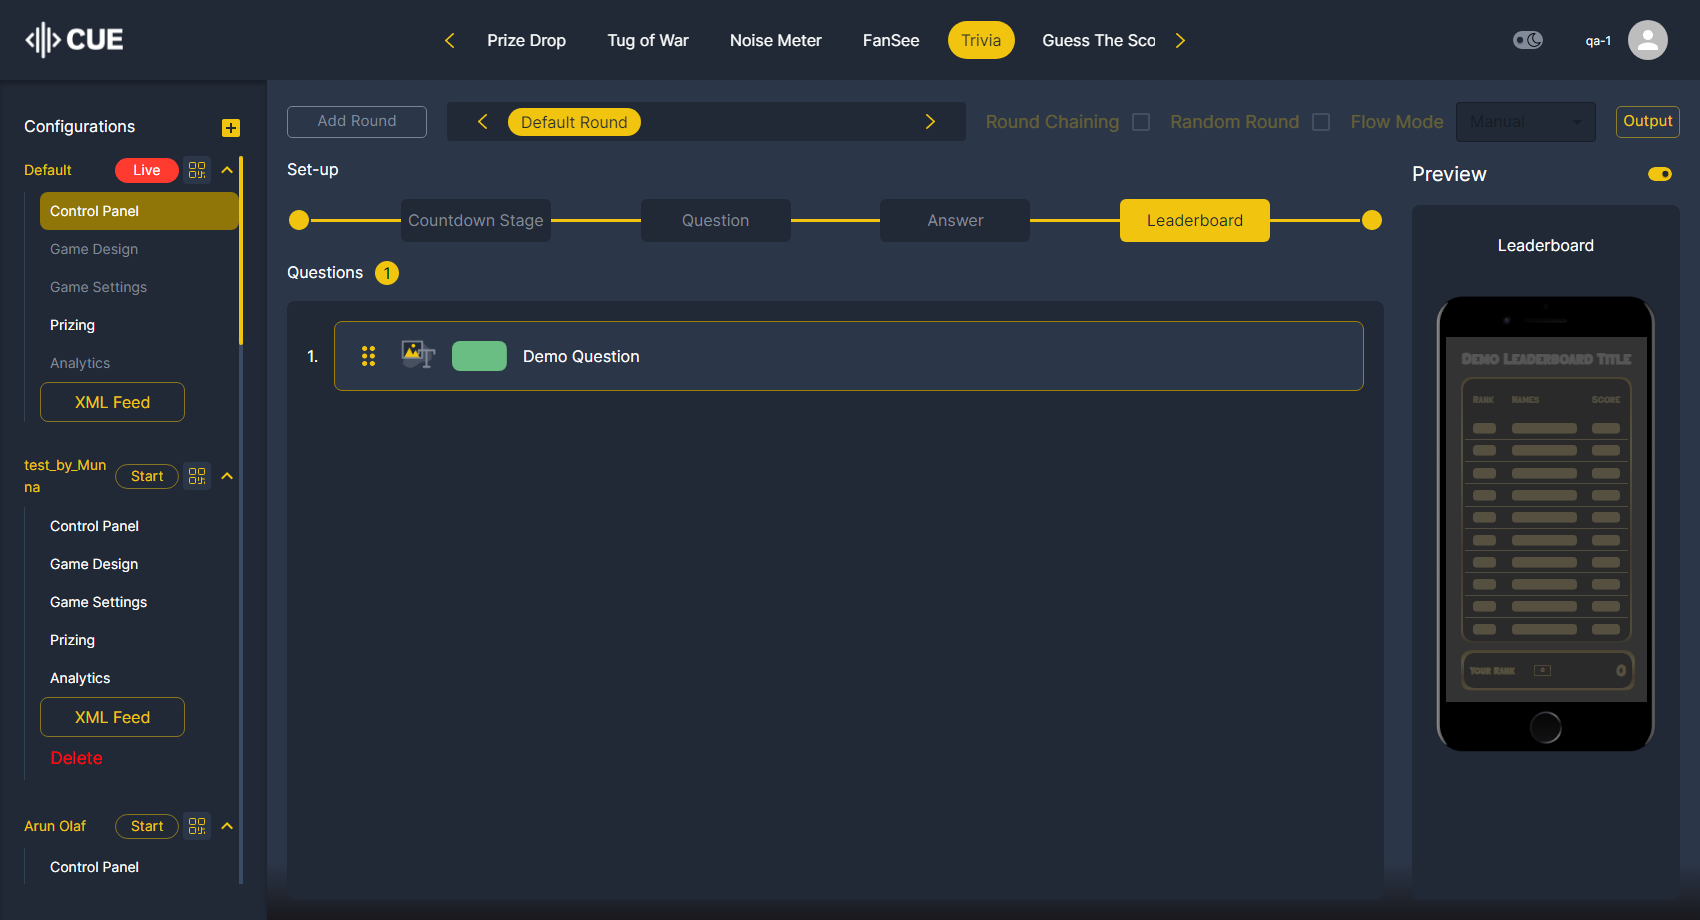 CUE
Prize Drop
Tug of War
Noise Meter
FanSee
Trivia
Guess The Sco
qa-1
Configurations
Default
Live
Control Panel
Game Design
Game Settings
Prizing
Analytics
XML Feed
test_by_Mun
na
Start
Control Panel
Game Design
Game Settings
Prizing
Analytics
XML Feed
Delete
Arun Olaf
Start
Control Panel
Add Round
Default Round
Round Chaining
Random Round
Flow Mode
Manual
Output
Set-up
Countdown Stage
Question
Answer
Leaderboard
Questions 1
1.
Demo Question
Preview
Leaderboard
Demo Leaderboard Title
Rank Names Score
Your Rank 0